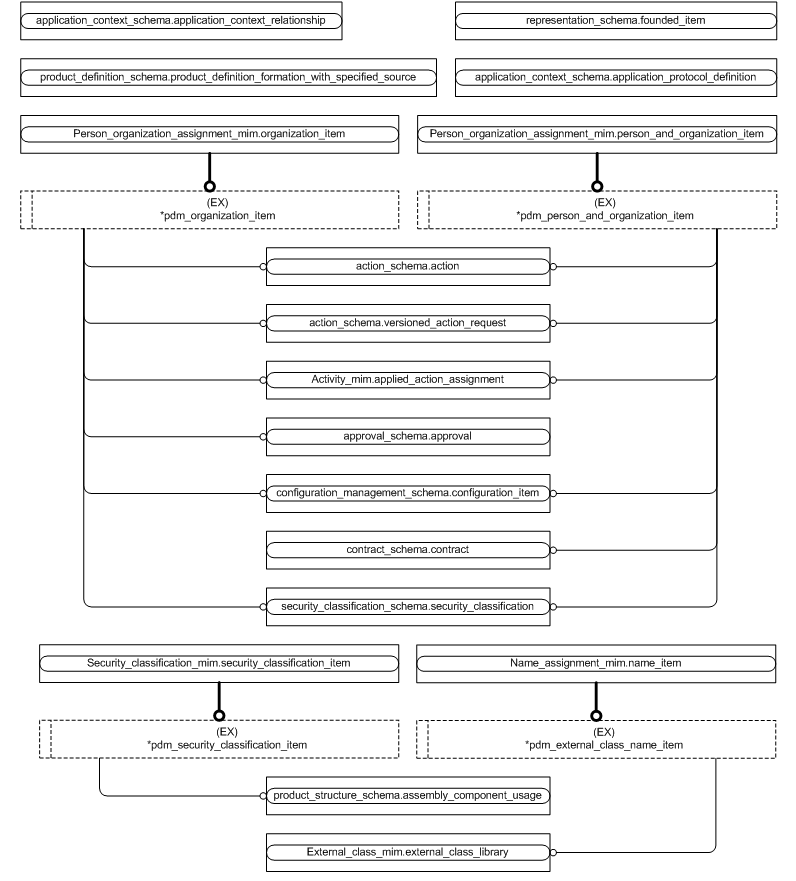 application_context_schema.application_context_relationship
representation_schema.founded_item
product_definition_schema.product_definition_formation_with_specified_source
application_context_schema.application_protocol_definition
Person_organization_assignment_mim.organization_item
Person_organization_assignment_mim.person_and_organization_item
(EX)
*pdm_organization_item
(EX)
*pdm_person_and_organization_item
action_schema.action
action_schema.versioned_action_request
Activity_mim.applied_action_assignment
approval_schema.approval
configuration_management_schema.configuration_item
contract_schema.contract
security_classification_schema.security_classification
Security_classification_mim.security_classification_item
Name_assignment_mim.name_item
(EX)
*pdm_security_classification_item
(EX)
*pdm_external_class_name_item
product_structure_schema.assembly_component_usage
External_class_mim.external_class_library